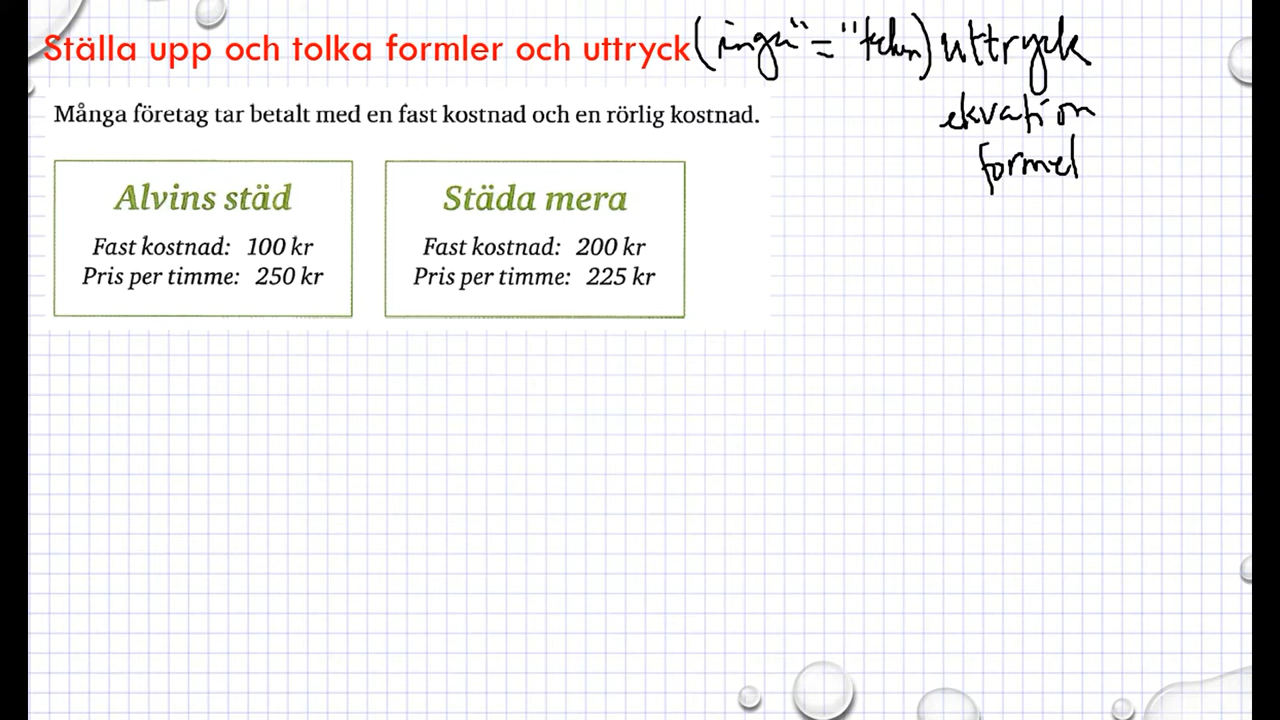 Ställa upp och tolka formler och uttryck (inga "=" tecken) uttryck
ekvation
formel
Många företag tar betalt med en fast kostnad och en rörlig kostnad.
Alvins städ
Fast kostnad: 100 kr
Pris per timme: 250 kr
Städa mera
Fast kostnad: 200 kr
Pris per timme: 225 kr